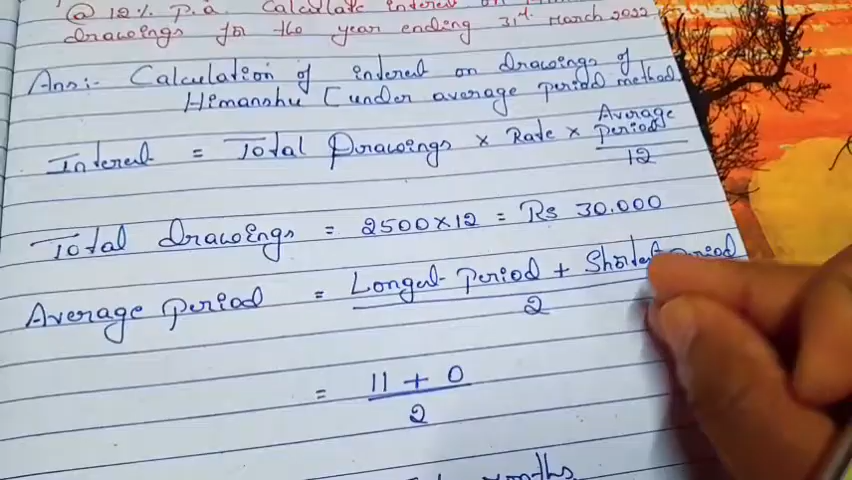 @ 12% p.a. Calculate interest on
drawings for the year ending 31st March 2022.
Ans:- Calculation of interest on drawings of
Himanshu [under average period method]
Interest = Total Drawings × Rate × Average Period / 12
Total drawings = 2500×12 = Rs 30.000
Average period = Longest Period + Shortest period / 2
= 11 + 0 / 2
months